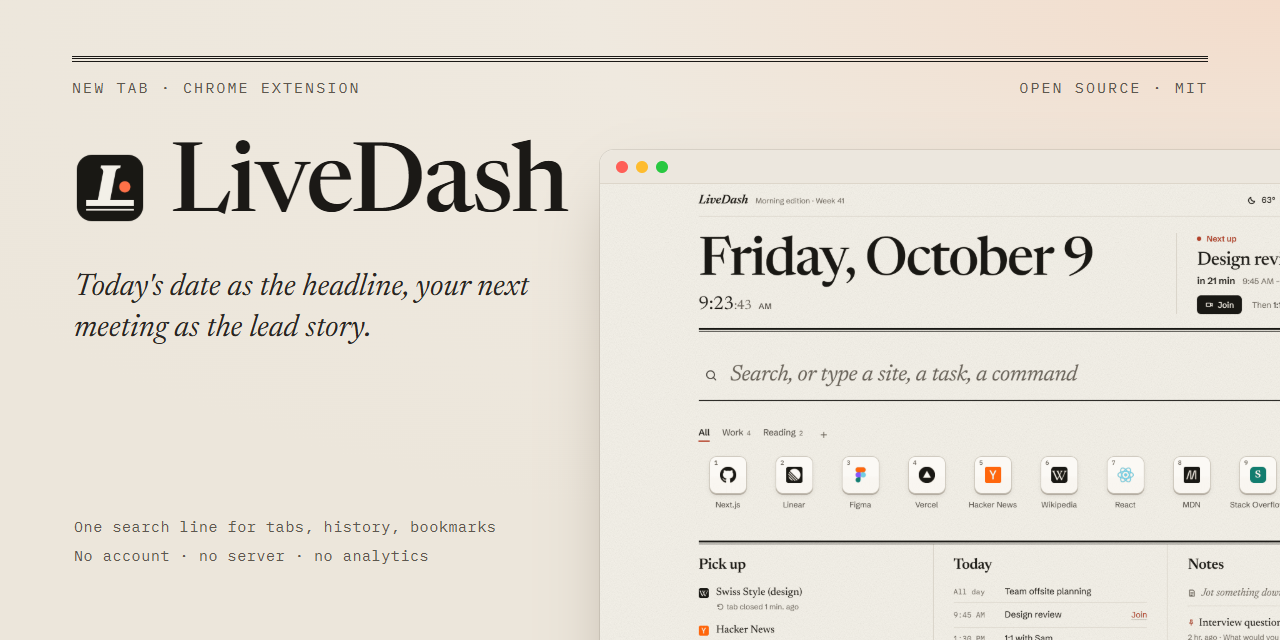 NEW TAB · CHROME EXTENSION
OPEN SOURCE · MIT
L
LiveDash
Today's date as the headline, your next
meeting as the lead story.
One search line for tabs, history, bookmarks
No account · no server · no analytics
LiveDash Morning edition · Week 41
63°
Friday, October 9
9:23:43 AM
Next up
Design
in 21 min 9:45 AM
Join Then
Search, or type a site, a task, a command
All Work 4 Reading 2 +
1 2 3 4 5 6 7 8 9
Y W S
Next.js Linear Figma Vercel Hacker News Wikipedia React MDN Stack
Pick up
W Swiss Style (design)
tab closed 1 min. ago
Y Hacker News
Today
All day Team offsite planning
9:45 AM Design review Join
1:30 PM 1:1 with Sam
Notes
Jot something
Interview
2 hr. ago · What would you